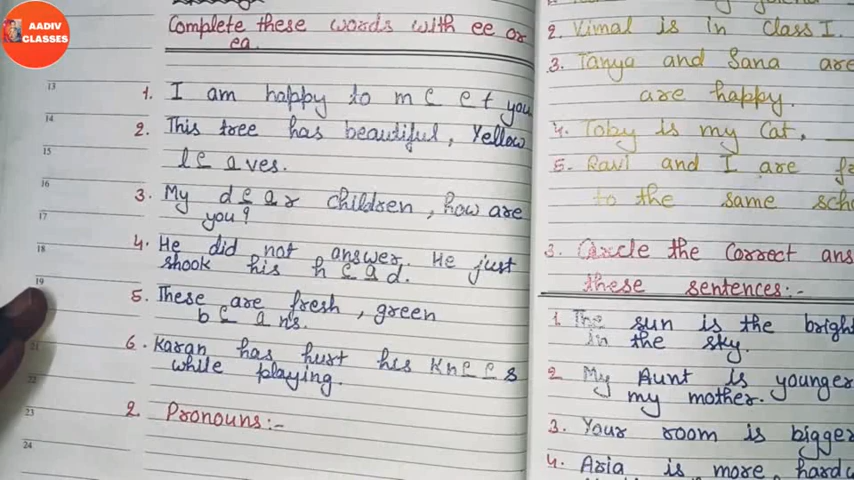 AADIV
CLASSES
Complete these words with ee or
ea.
1. I am happy to m e e t you
2. This tree has beautiful, Yellow
l e a ves.
3. My d e a r children, how are
you?
4. He did not answer. He just
shook his h e a d.
5. These are fresh, green
b e a ns.
6. Karan has hurt his Kn e e s
while playing.
2. Pronouns:-
2. Vimal is in Class I.
3. Tanya and Sana are
are happy.
4. Toby is my Cat,
5. Ravi and I are
to the same
3. Circle the Correct
these sentences:-
1. The sun is the
in the sky.
2 My Aunt is younger
my mother.
3. Your room is bigger
4. Aria is more,